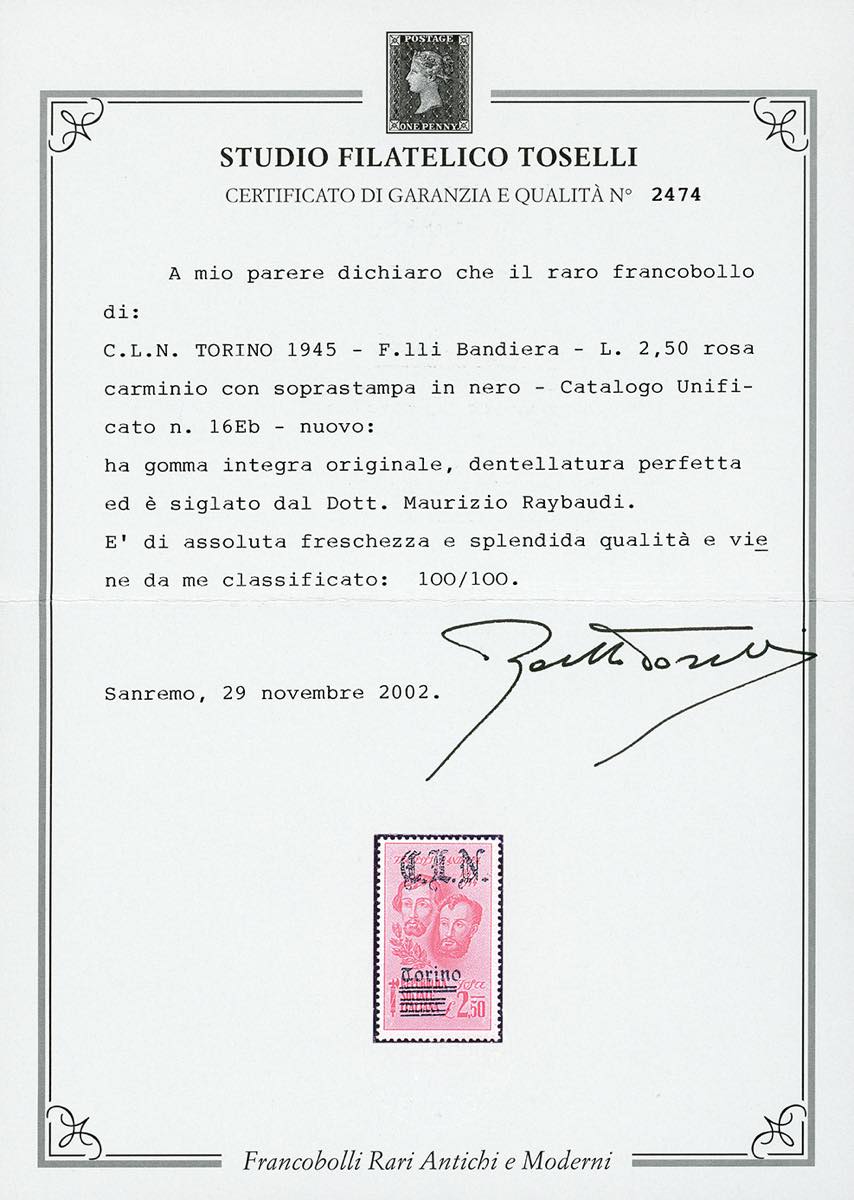 POSTAGE
ONE PENNY
STUDIO FILATELICO TOSELLI
CERTIFICATO DI GARANZIA E QUALITÀ N° 2474
A mio parere dichiaro che il raro francobollo
di:
C.L.N. TORINO 1945 - F.lli Bandiera - L. 2,50 rosa
carminio con soprastampa in nero - Catalogo Unifi-
cato n. 16Eb - nuovo:
ha gomma integra originale, dentellatura perfetta
ed è siglato dal Dott. Maurizio Raybaudi.
E' di assoluta freschezza e splendida qualità e vie
ne da me classificato: 100/100.
Sanremo, 29 novembre 2002.
C.L.N.
Torino
REPUBBLICA
SOCIALE
ITALIANA £ 2,50
Francobolli Rari Antichi e Moderni